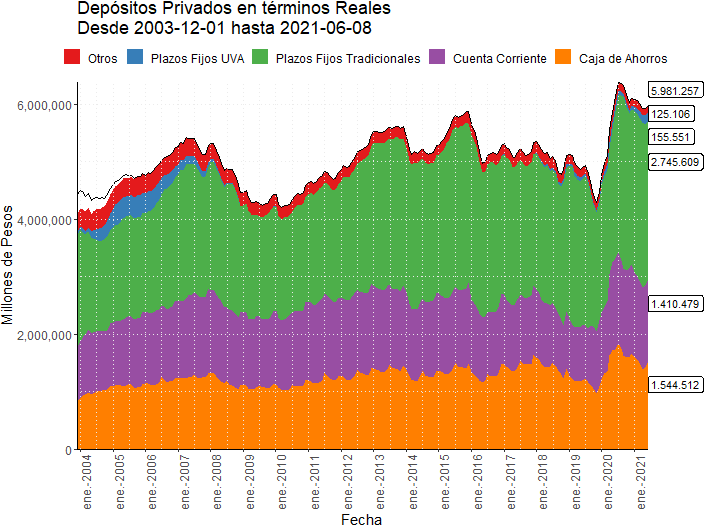 Depósitos Privados en términos Reales
Desde 2003-12-01 hasta 2021-06-08
Otros Plazos Fijos UVA Plazos Fijos Tradicionales Cuenta Corriente Caja de Ahorros
Millones de Pesos
6,000,000
4,000,000
2,000,000
0
5.981.257
125.106
155.551
2.745.609
1.410.479
1.544.512
ene.-2004
ene.-2005
ene.-2006
ene.-2007
ene.-2008
ene.-2009
ene.-2010
ene.-2011
ene.-2012
ene.-2013
ene.-2014
ene.-2015
ene.-2016
ene.-2017
ene.-2018
ene.-2019
ene.-2020
ene.-2021
Fecha